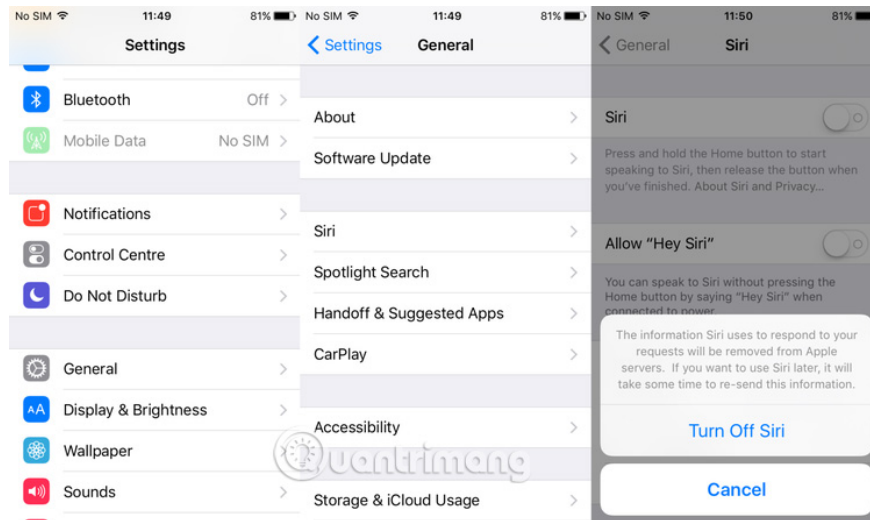 No SIM 11:49 81%
Settings
Bluetooth Off
Mobile Data No SIM
Notifications
Control Centre
Do Not Disturb
General
AA Display & Brightness
Wallpaper
Sounds
No SIM 11:49 81%
Settings General
About
Software Update
Siri
Spotlight Search
Handoff & Suggested Apps
CarPlay
Accessibility
Storage & iCloud Usage
No SIM 11:50 81%
General Siri
Siri
Press and hold the Home button to start
speaking to Siri, then release the button when
you've finished. About Siri and Privacy...
Allow "Hey Siri"
You can speak to Siri without pressing the
Home button by saying "Hey Siri" when
connected to power.
The information Siri uses to respond to your
requests will be removed from Apple
servers. If you want to use Siri later, it will
take some time to re-send this information.
Turn Off Siri
Cancel
Quantrimang